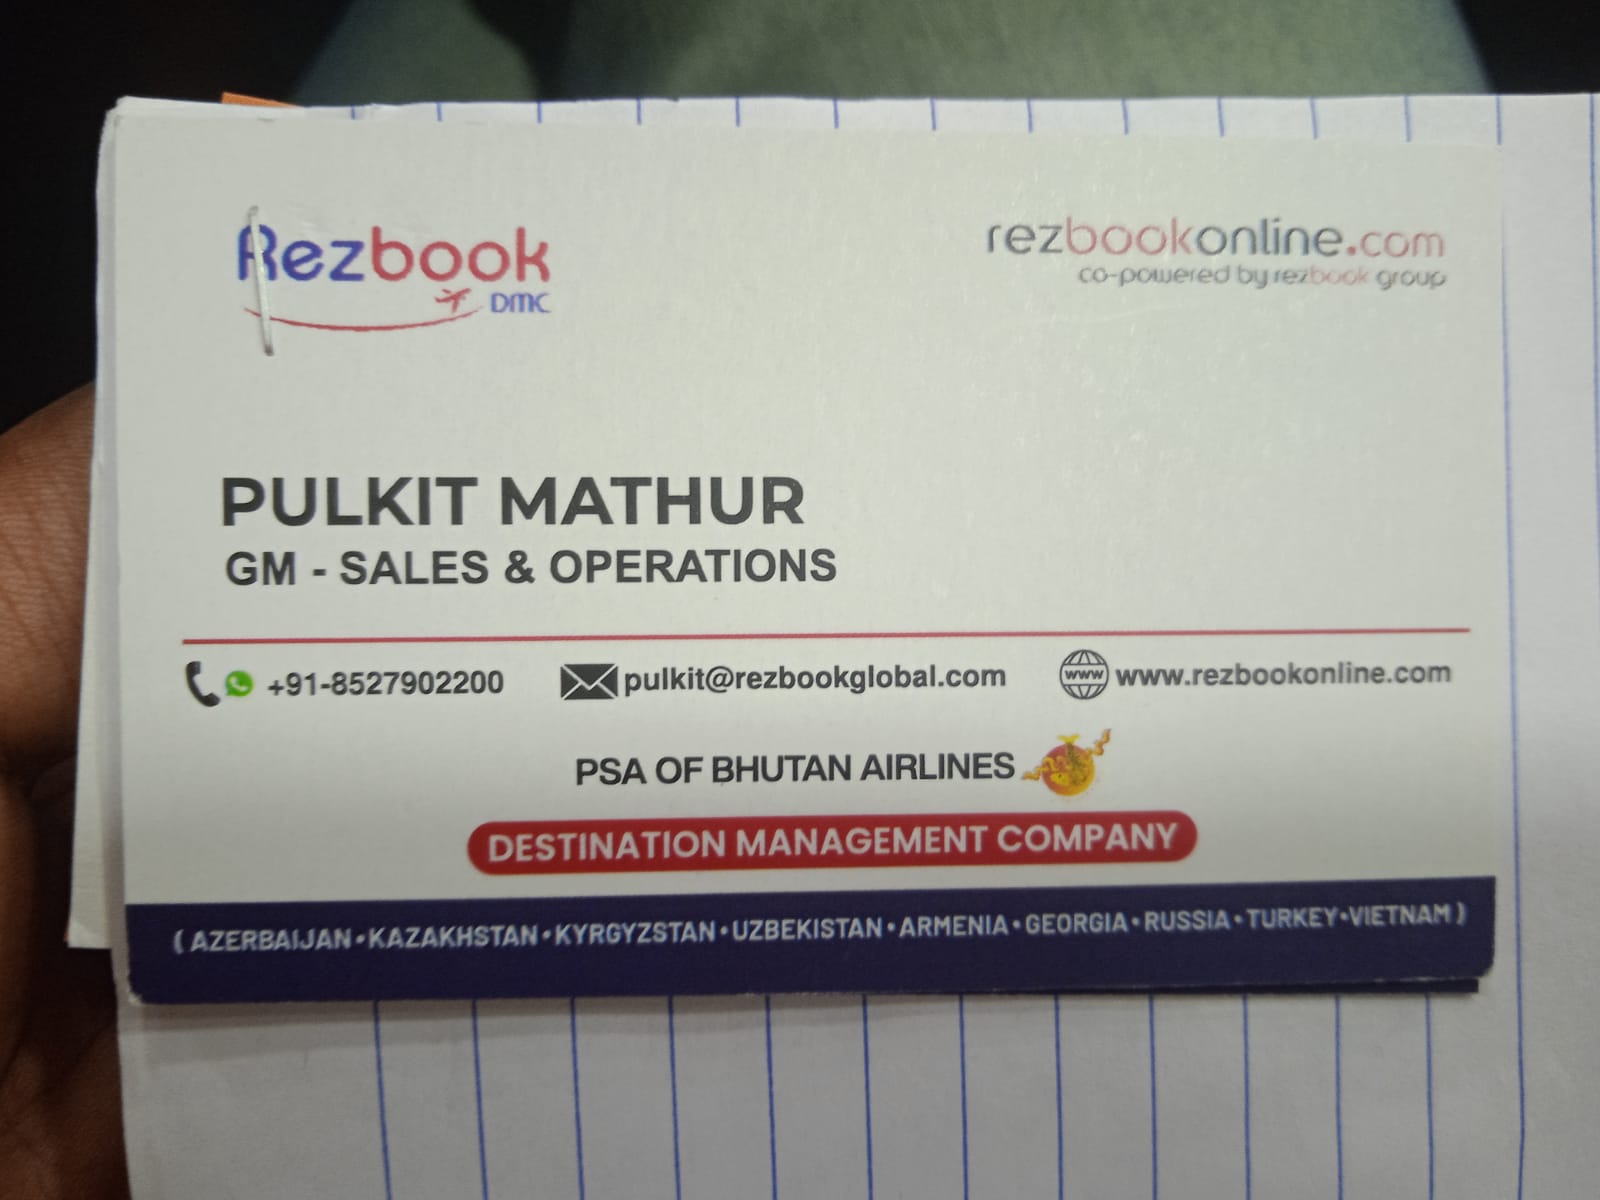 Rezbook
DMC
rezbookonline.com
co-powered by rezbook group
PULKIT MATHUR
GM - SALES & OPERATIONS
+91-8527902200
pulkit@rezbookglobal.com
www
www.rezbookonline.com
PSA OF BHUTAN AIRLINES
DESTINATION MANAGEMENT COMPANY
( AZERBAIJAN • KAZAKHSTAN • KYRGYZSTAN • UZBEKISTAN • ARMENIA • GEORGIA • RUSSIA • TURKEY • VIETNAM )